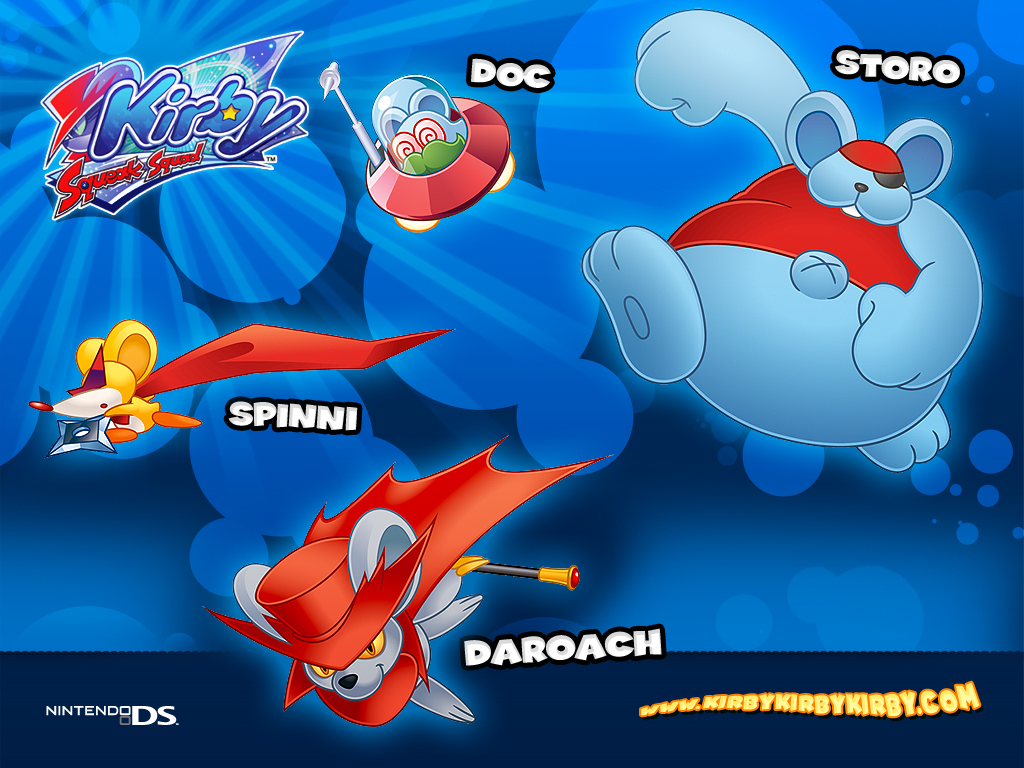 Kirby
Squeak Squad
TM
DOC
STORO
SPINNI
DAROACH
NINTENDO DS
www.KIRBYKIRBYKIRBY.COM